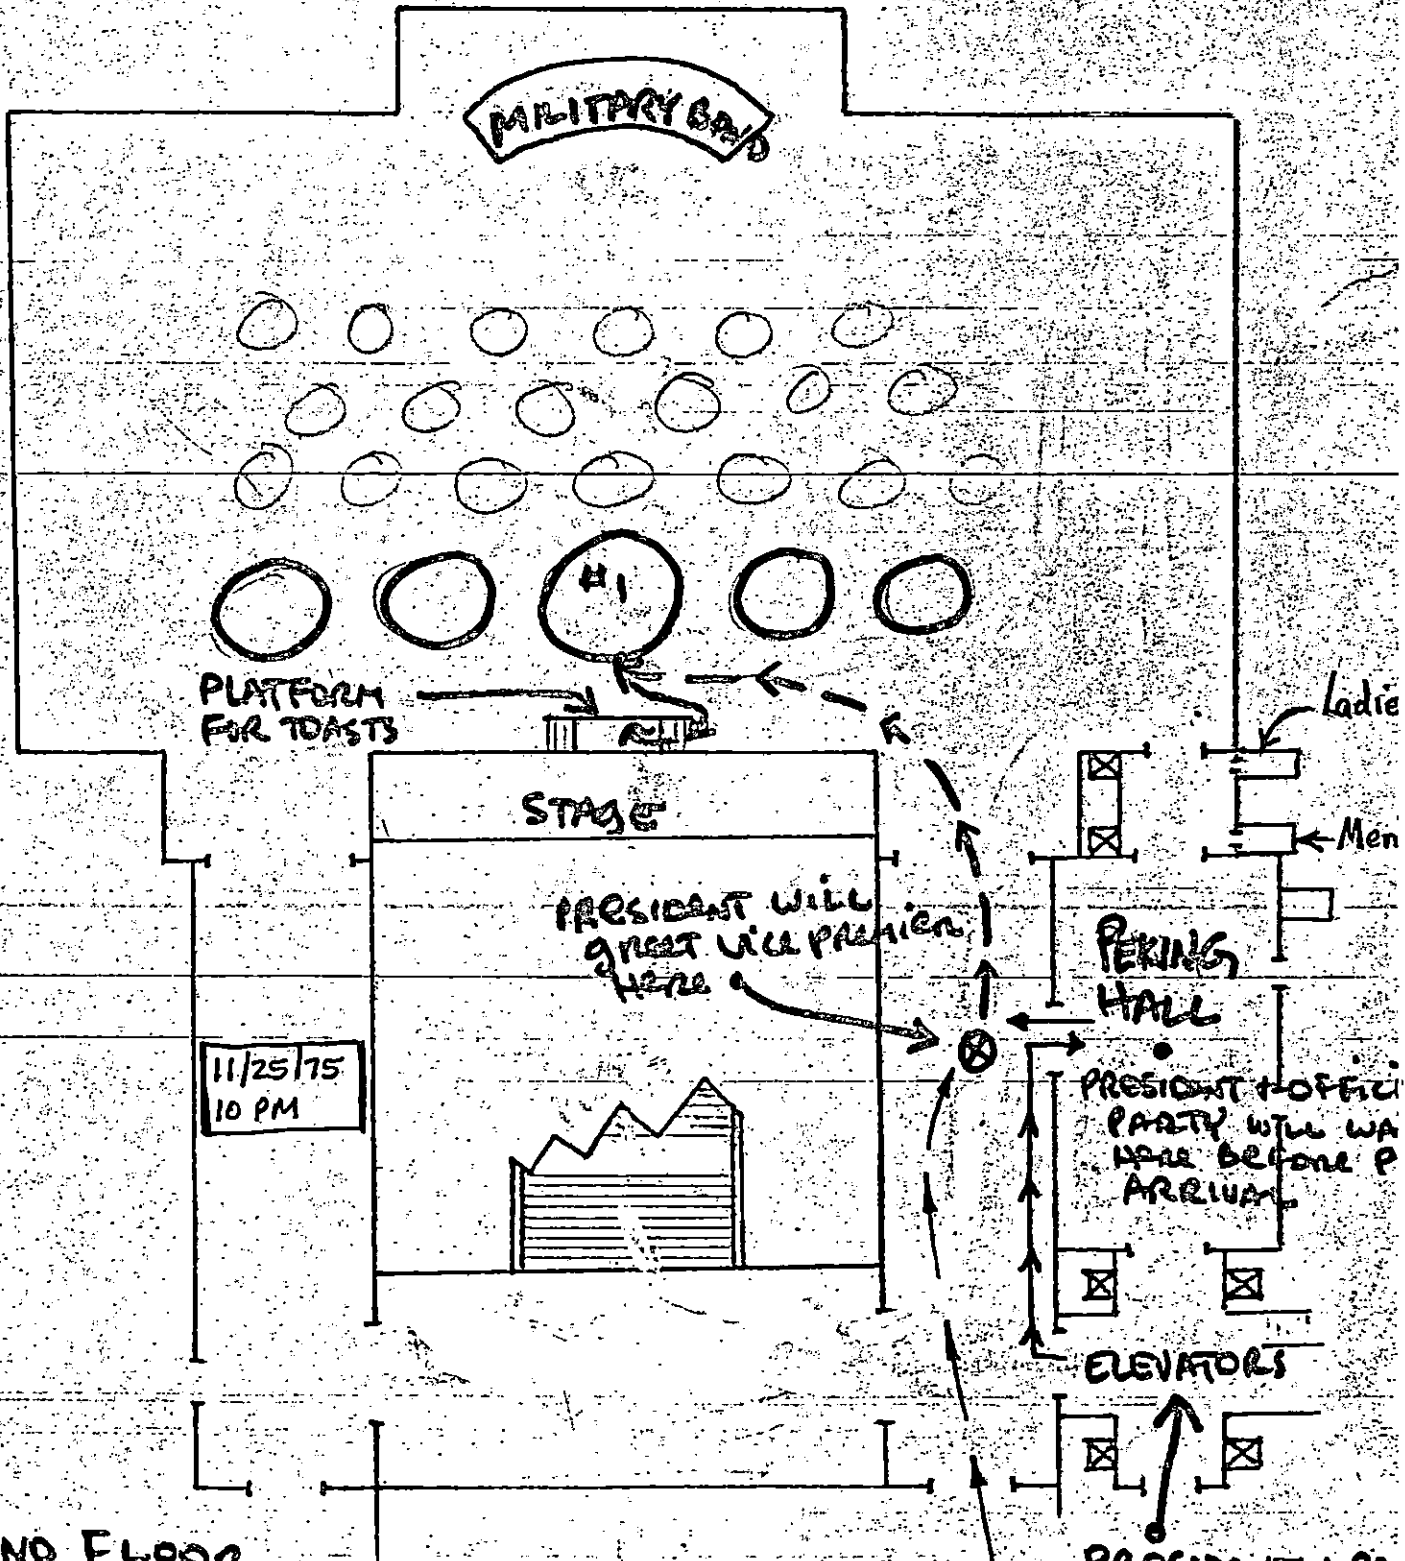 MILITARY BAND
#1
PLATFORM
FOR TOASTS
STAGE
Ladie
Men
PRESIDENT WILL
GREET VICE PREMIER
HERE
PEKING
HALL
11/25/75
10 PM
PRESIDENT + OFFICI
PARTY WILL WA
HERE BEFORE P
ARRIVAL
ELEVATORS
ND FLOOR